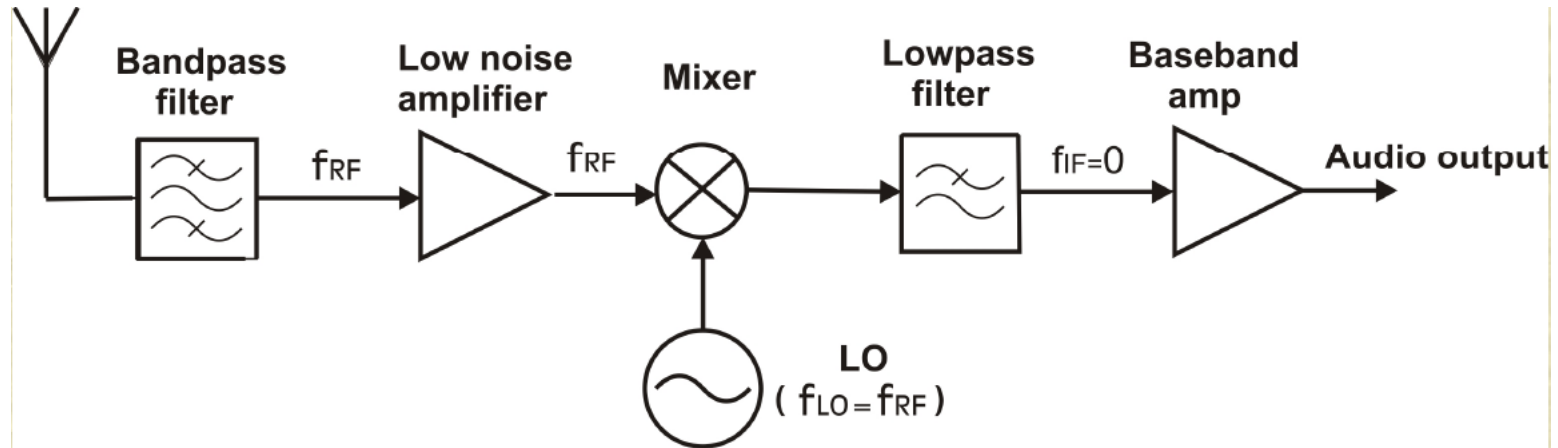 Bandpass
filter
fRF
Low noise
amplifier
fRF
Mixer
LO
( fLO=fRF )
Lowpass
filter
fIF=0
Baseband
amp
Audio output